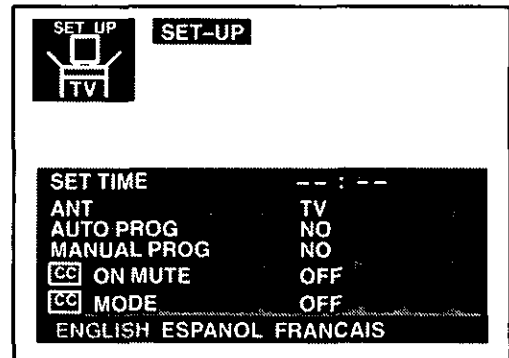 SET UP
TV
SET-UP
SET TIME --:--
ANT TV
AUTO PROG NO
MANUAL PROG NO
CC ON MUTE OFF
CC MODE OFF
ENGLISH ESPANOL FRANCAIS